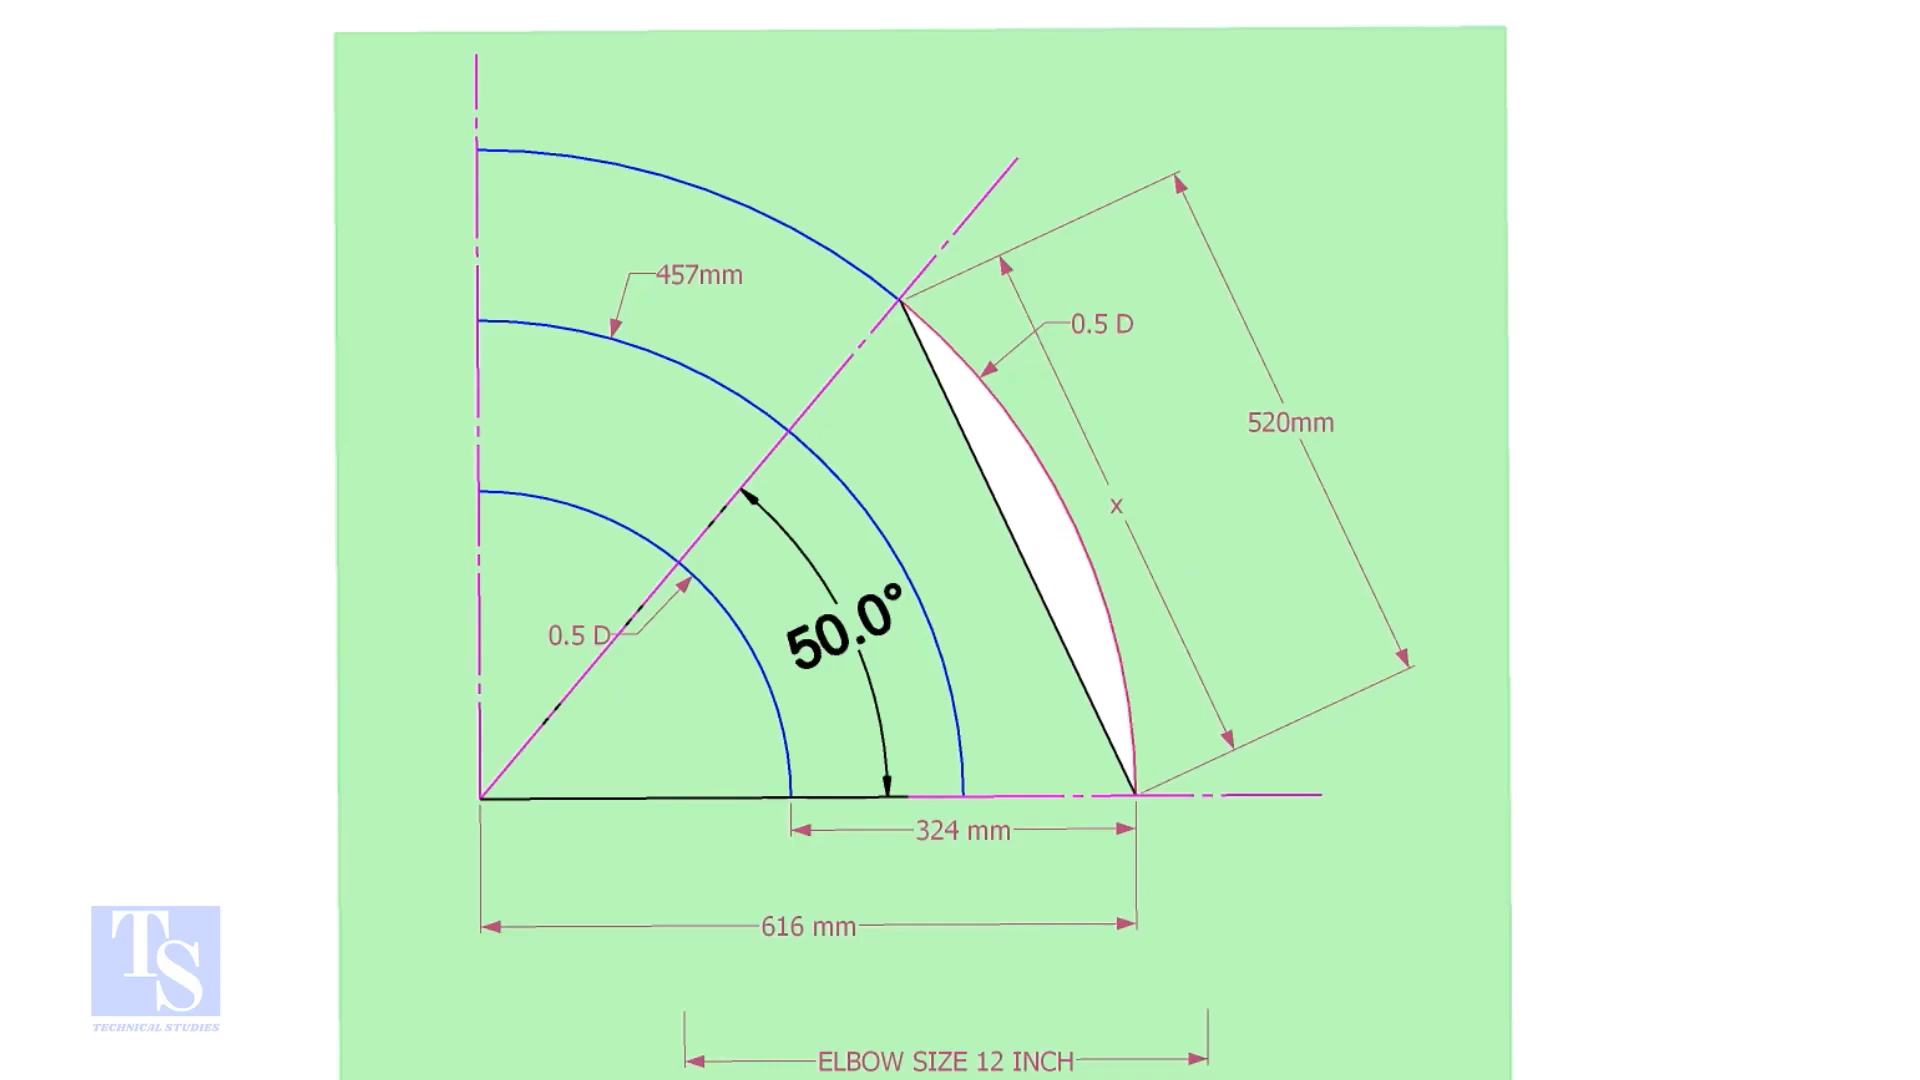 457mm
0.5 D
520mm
x
50.0°
0.5 D
324 mm
616 mm
TS
TECHNICAL STUDIES
ELBOW SIZE 12 INCH